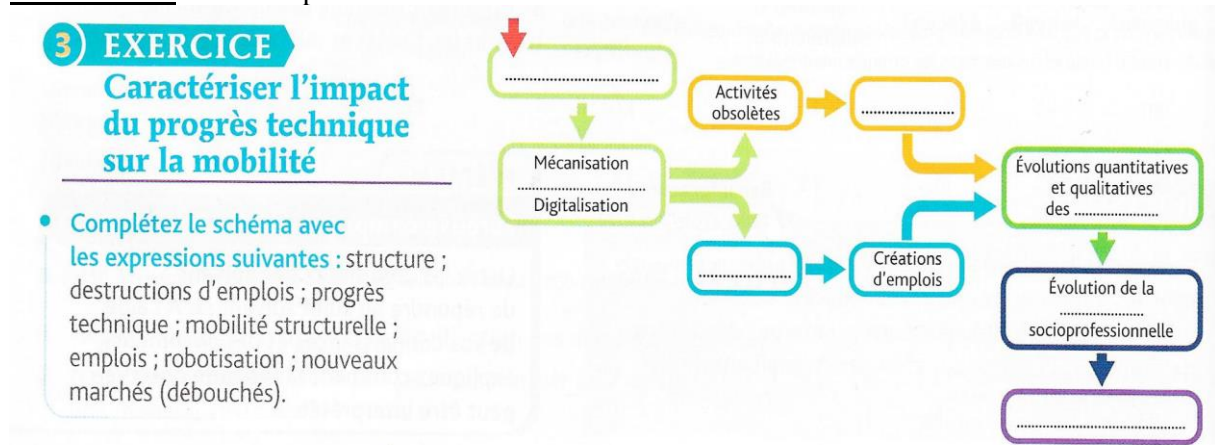 3 EXERCICE
Caractériser l'impact
du progrès technique
sur la mobilité
• Complétez le schéma avec
les expressions suivantes : structure ;
destructions d'emplois ; progrès
technique ; mobilité structurelle ;
emplois ; robotisation ; nouveaux
marchés (débouchés).
..........................................
Mécanisation
..........................
Digitalisation
Activités
obsolètes
........................
......................
Créations
d'emplois
Évolutions quantitatives
et qualitatives
des ......................
Évolution de la
......................
socioprofessionnelle
............................................